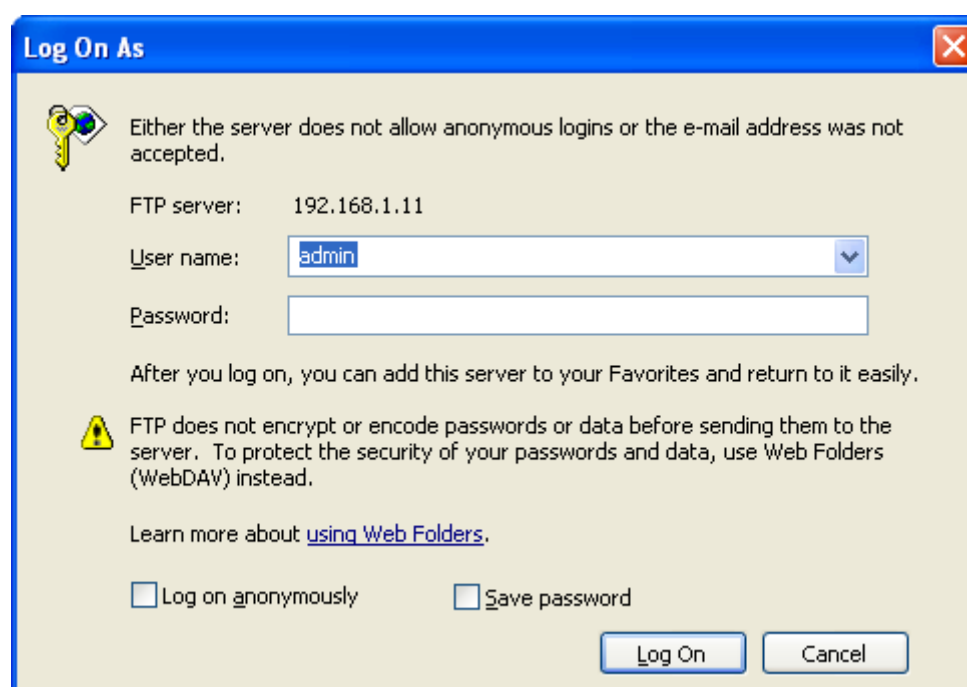 Log On As
Either the server does not allow anonymous logins or the e-mail address was not
accepted.
FTP server: 192.168.1.11
User name: admin
Password:
After you log on, you can add this server to your Favorites and return to it easily.
FTP does not encrypt or encode passwords or data before sending them to the
server. To protect the security of your passwords and data, use Web Folders
(WebDAV) instead.
Learn more about using Web Folders.
Log on anonymously Save password
Log On Cancel